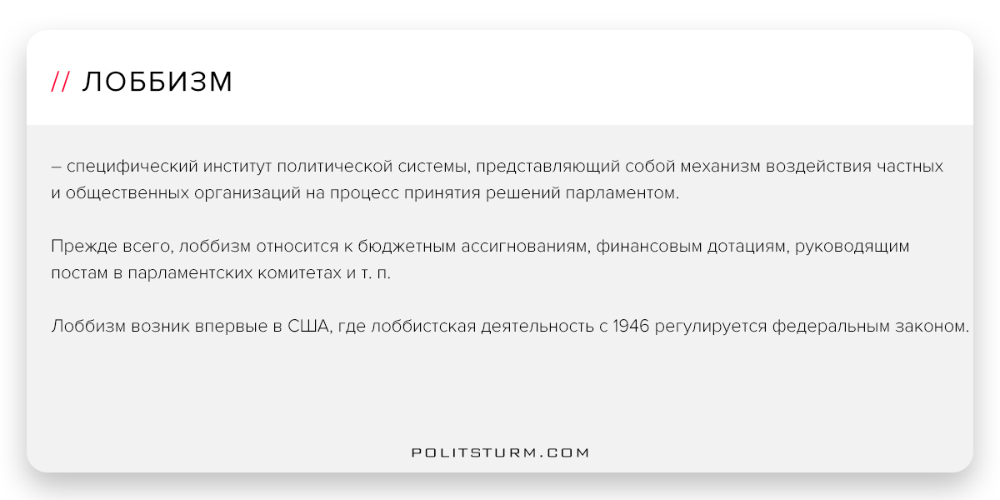 // ЛОББИЗМ
– специфический институт политической системы, представляющий собой механизм воздействия частных
и общественных организаций на процесс принятия решений парламентом.
Прежде всего, лоббизм относится к бюджетным ассигнованиям, финансовым дотациям, руководящим
постам в парламентских комитетах и т. п.
Лоббизм возник впервые в США, где лоббистская деятельность с 1946 регулируется федеральным законом.
POLITSTURM.COM